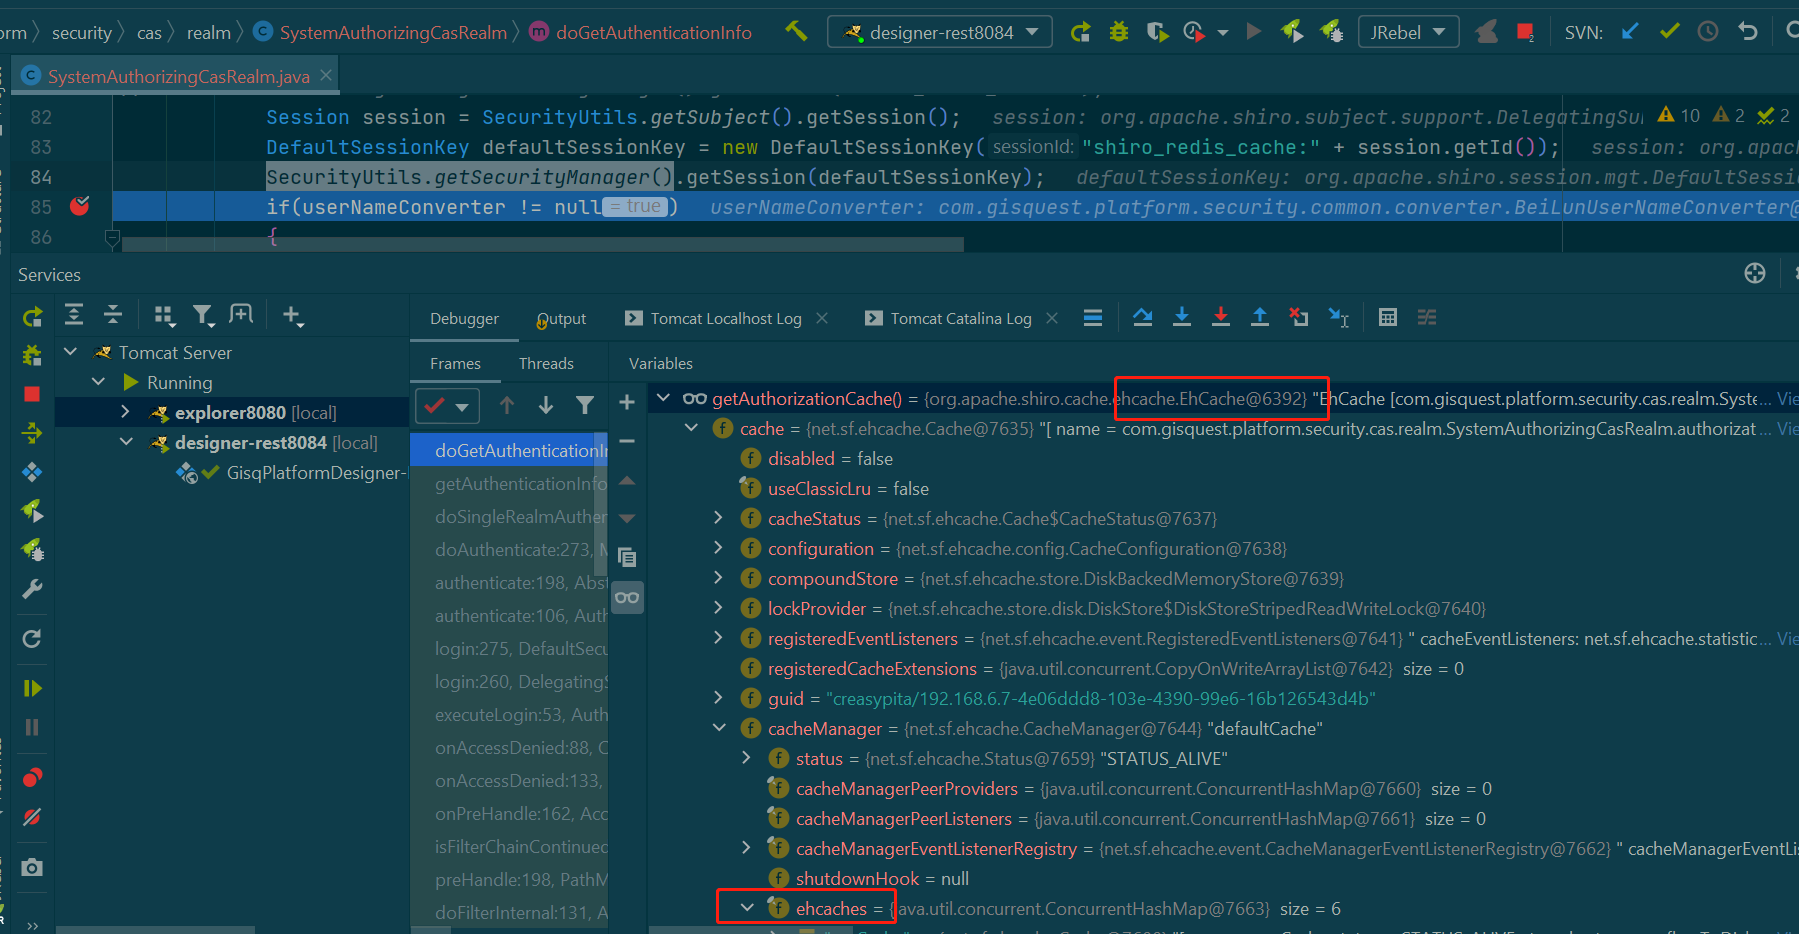 rm security cas realm SystemAuthorizingCasRealm doGetAuthenticationInfo designer-rest8084 JRebel SVN:
SystemAuthorizingCasRealm.java
82 Session session = SecurityUtils.getSubject().getSession(); session: org.apache.shiro.subject.support.DelegatingSu 10 2 2
83 DefaultSessionKey defaultSessionKey = new DefaultSessionKey( sessionId: "shiro_redis_cache:" + session.getId()); session: org.apac
84 SecurityUtils.getSecurityManager().getSession(defaultSessionKey); defaultSessionKey: org.apache.shiro.session.mgt.DefaultSessi
85 if(userNameConverter != null = true ) userNameConverter: com.gisquest.platform.security.common.converter.BeiLunUserNameConverter@
86 {
Services
Debugger Output Tomcat Localhost Log Tomcat Catalina Log
Tomcat Server
Running
explorer8080 [local]
designer-rest8084 [local]
GisqPlatformDesigner-
Frames Threads
doGetAuthenticationI
getAuthenticationInfo
doSingleRealmAuthen
doAuthenticate:273, M
authenticate:198, Abst
authenticate:106, Auth
login:275, DefaultSecu
login:260, DelegatingS
executeLogin:53, Auth
onAccessDenied:88, C
onAccessDenied:133,
onPreHandle:162, Acc
isFilterChainContinued
preHandle:198, PathM
doFilterInternal:131, A
Variables
getAuthorizationCache() = {org.apache.shiro.cache.ehcache.EhCache@6392} "EhCache [com.gisquest.platform.security.cas.realm.Syste... Vie
cache = {net.sf.ehcache.Cache@7635} "[ name = com.gisquest.platform.security.cas.realm.SystemAuthorizingCasRealm.authorizat... Vie
disabled = false
useClassicLru = false
cacheStatus = {net.sf.ehcache.Cache$CacheStatus@7637}
configuration = {net.sf.ehcache.config.CacheConfiguration@7638}
compoundStore = {net.sf.ehcache.store.DiskBackedMemoryStore@7639}
lockProvider = {net.sf.ehcache.store.disk.DiskStore$DiskStoreStripedReadWriteLock@7640}
registeredEventListeners = {net.sf.ehcache.event.RegisteredEventListeners@7641} " cacheEventListeners: net.sf.ehcache.statistic... Vie
registeredCacheExtensions = {java.util.concurrent.CopyOnWriteArrayList@7642} size = 0
guid = "creasypita/192.168.6.7-4e06ddd8-103e-4390-99e6-16b126543d4b"
cacheManager = {net.sf.ehcache.CacheManager@7644} "defaultCache"
status = {net.sf.ehcache.Status@7659} "STATUS_ALIVE"
cacheManagerPeerProviders = {java.util.concurrent.ConcurrentHashMap@7660} size = 0
cacheManagerPeerListeners = {java.util.concurrent.ConcurrentHashMap@7661} size = 0
cacheManagerEventListenerRegistry = {net.sf.ehcache.event.CacheManagerEventListenerRegistry@7662} " cacheManagerEventLis
shutdownHook = null
ehcaches = {java.util.concurrent.ConcurrentHashMap@7663} size = 6